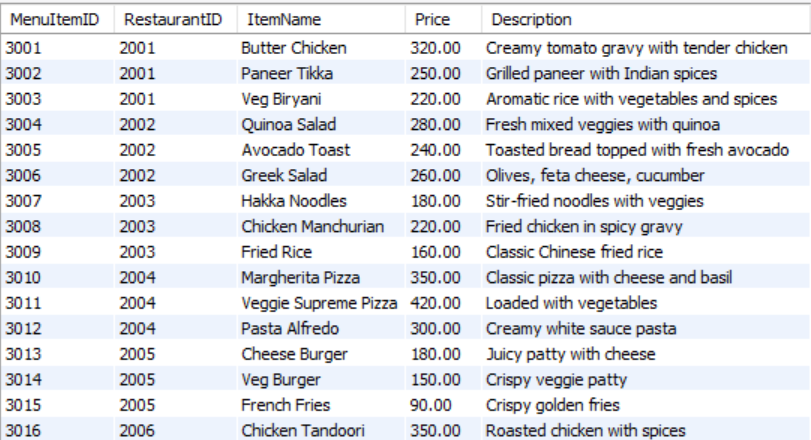 MenuItemID RestaurantID ItemName Price Description
3001 2001 Butter Chicken 320.00 Creamy tomato gravy with tender chicken
3002 2001 Paneer Tikka 250.00 Grilled paneer with Indian spices
3003 2001 Veg Biryani 220.00 Aromatic rice with vegetables and spices
3004 2002 Quinoa Salad 280.00 Fresh mixed veggies with quinoa
3005 2002 Avocado Toast 240.00 Toasted bread topped with fresh avocado
3006 2002 Greek Salad 260.00 Olives, feta cheese, cucumber
3007 2003 Hakka Noodles 180.00 Stir-fried noodles with veggies
3008 2003 Chicken Manchurian 220.00 Fried chicken in spicy gravy
3009 2003 Fried Rice 160.00 Classic Chinese fried rice
3010 2004 Margherita Pizza 350.00 Classic pizza with cheese and basil
3011 2004 Veggie Supreme Pizza 420.00 Loaded with vegetables
3012 2004 Pasta Alfredo 300.00 Creamy white sauce pasta
3013 2005 Cheese Burger 180.00 Juicy patty with cheese
3014 2005 Veg Burger 150.00 Crispy veggie patty
3015 2005 French Fries 90.00 Crispy golden fries
3016 2006 Chicken Tandoori 350.00 Roasted chicken with spices